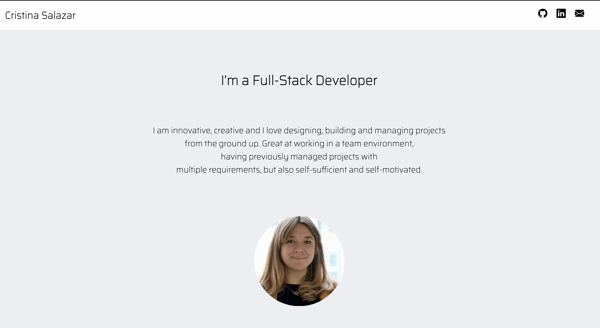 Cristina Salazar
I'm a Full-Stack Developer
I am innovative, creative and I love designing, building and managing projects
from the ground up. Great at working in a team environment,
having previously managed projects with
multiple requirements, but also self-sufficient and self-motivated.